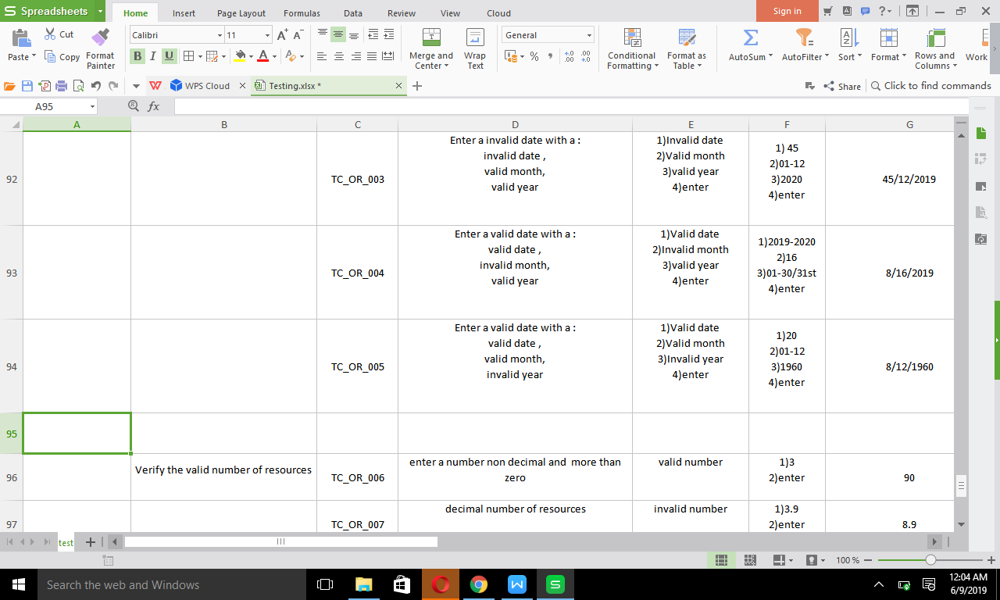 Spreadsheets
Home Insert Page Layout Formulas Data Review View Cloud
Sign in
Paste Cut Copy Format Painter
Calibri 11
B I U
General
Merge and Center
Wrap Text
Conditional Formatting
Format as Table
AutoSum AutoFilter Sort Format Rows and Columns Work
WPS Cloud Testing.xlsx *
Share Click to find commands
A95 fx
A B C D E F G
92
TC_OR_003
Enter a invalid date with a :
invalid date ,
valid month,
valid year
1)Invalid date
2)Valid month
3)valid year
4)enter
1) 45
2)01-12
3)2020
4)enter
45/12/2019
93
TC_OR_004
Enter a valid date with a :
valid date ,
invalid month,
valid year
1)Valid date
2)Invalid month
3)valid year
4)enter
1)2019-2020
2)16
3)01-30/31st
4)enter
8/16/2019
94
TC_OR_005
Enter a valid date with a :
valid date ,
valid month,
invalid year
1)Valid date
2)Valid month
3)Invalid year
4)enter
1)20
2)01-12
3)1960
4)enter
8/12/1960
95
96
Verify the valid number of resources
TC_OR_006
enter a number non decimal and more than
zero
valid number
1)3
2)enter
90
97
TC_OR_007
decimal number of resources
invalid number
1)3.9
2)enter
8.9
test
100 %
Search the web and Windows
12:04 AM
6/9/2019